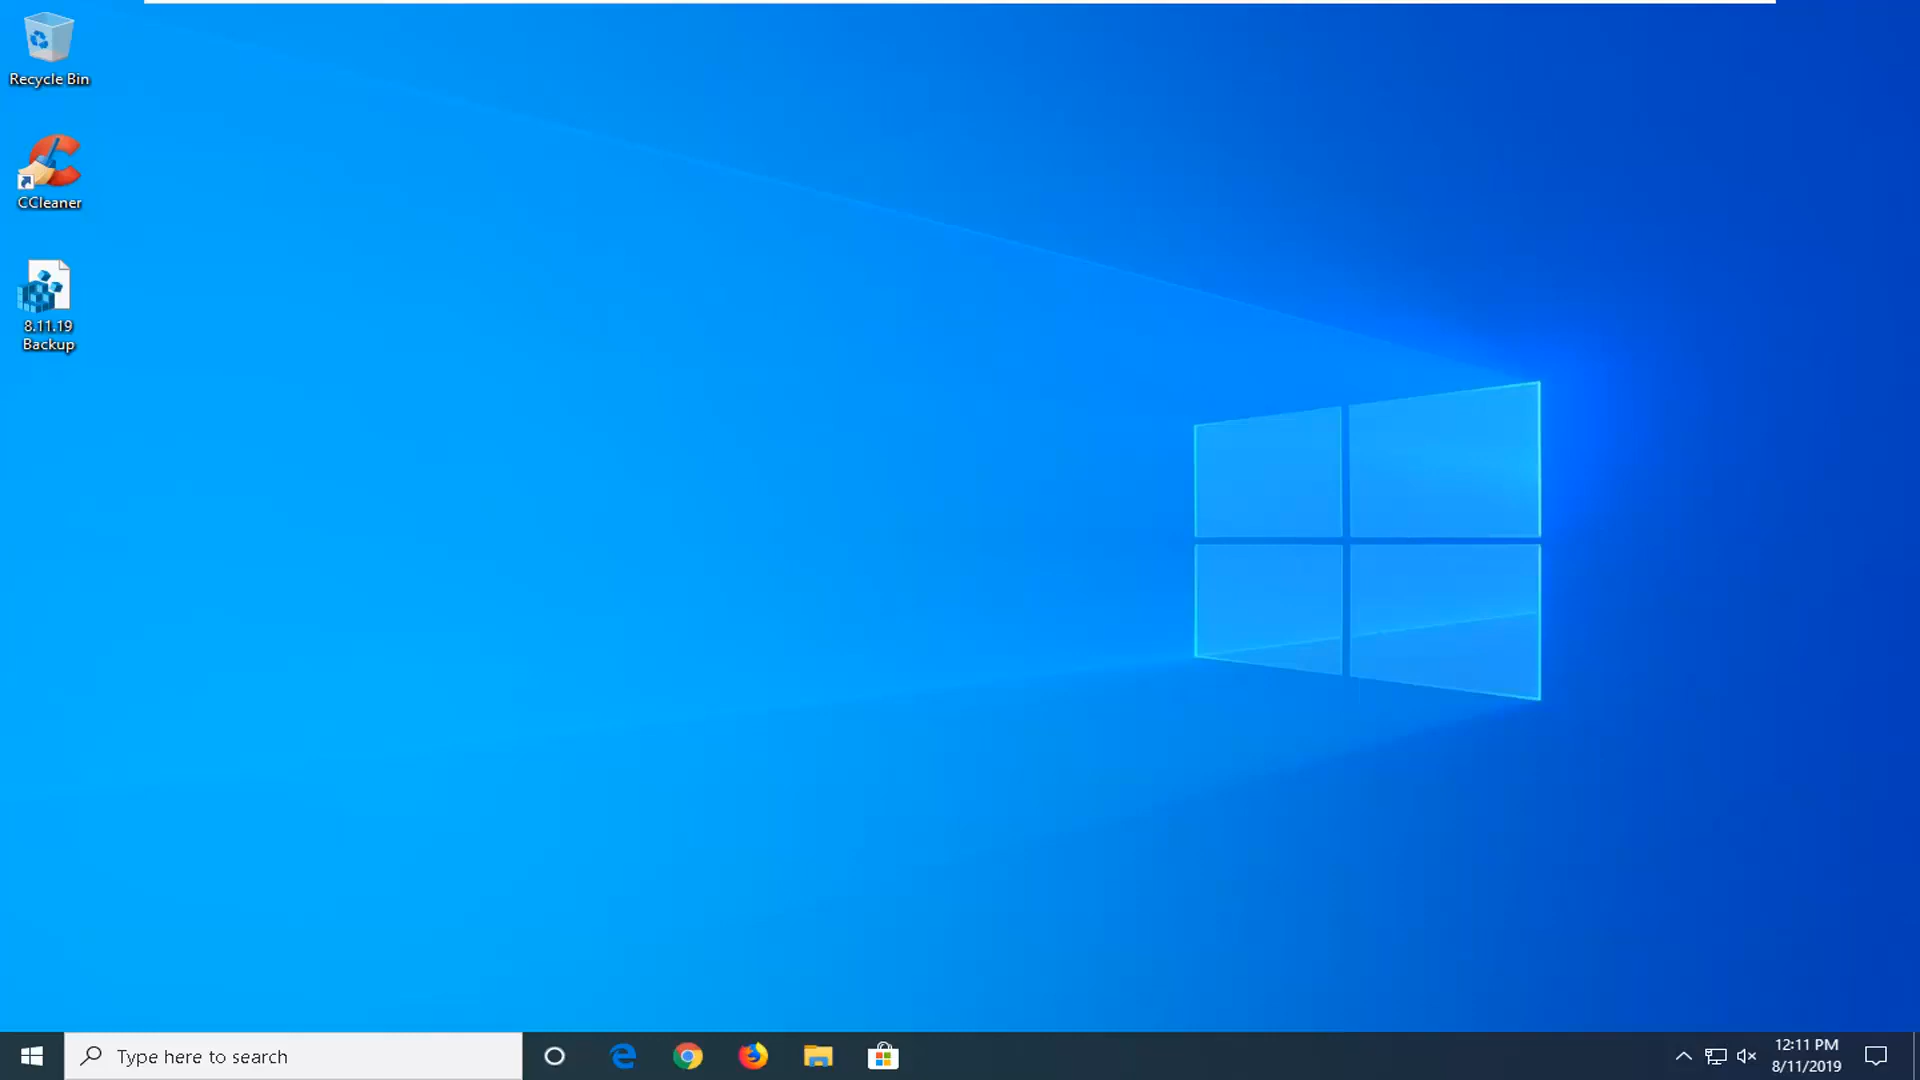 Recycle Bin
CCleaner
8.11.19
Backup
Type here to search
12:11 PM
8/11/2019